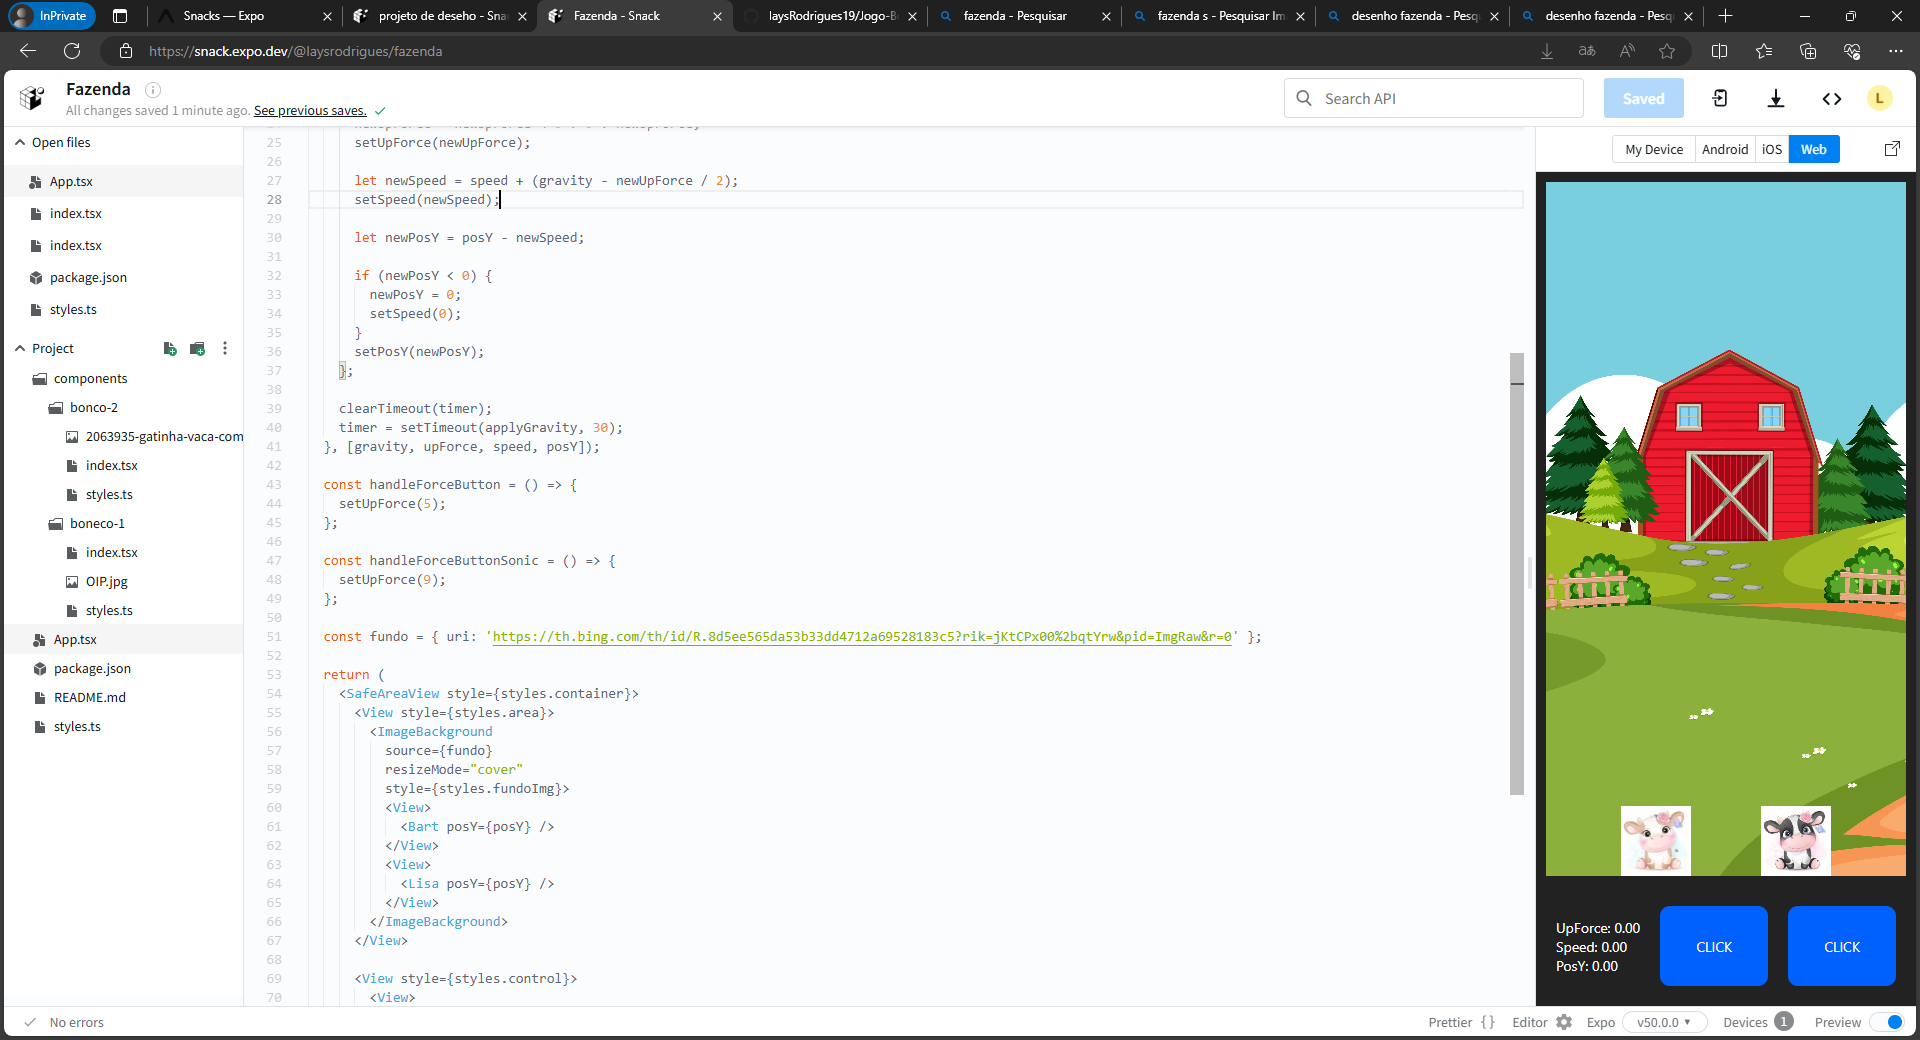 InPrivate
Snacks — Expo
projeto de deseho - Sna
Fazenda - Snack
laysRodrigues19/Jogo-B
fazenda - Pesquisar
fazenda s - Pesquisar Im
desenho fazenda - Pesq
desenho fazenda - Pesq
https://snack.expo.dev/@laysrodrigues/fazenda
Fazenda
All changes saved 1 minute ago. See previous saves.
Search API
Saved
L
Open files
App.tsx
index.tsx
index.tsx
package.json
styles.ts
Project
components
bonco-2
2063935-gatinha-vaca-com
index.tsx
styles.ts
boneco-1
index.tsx
OIP.jpg
styles.ts
App.tsx
package.json
README.md
styles.ts
25 setUpForce(newUpForce);
26
27 let newSpeed = speed + (gravity - newUpForce / 2);
28 setSpeed(newSpeed);
29
30 let newPosY = posY - newSpeed;
31
32 if (newPosY < 0) {
33 newPosY = 0;
34 setSpeed(0);
35 }
36 setPosY(newPosY);
37 };
38
39 clearTimeout(timer);
40 timer = setTimeout(applyGravity, 30);
41 }, [gravity, upForce, speed, posY]);
42
43 const handleForceButton = () => {
44 setUpForce(5);
45 };
46
47 const handleForceButtonSonic = () => {
48 setUpForce(9);
49 };
50
51 const fundo = { uri: 'https://th.bing.com/th/id/R.8d5ee565da53b33dd4712a69528183c5?rik=jKtCPx00%2bqtYrw&pid=ImgRaw&r=0' };
52
53 return (
54 <SafeAreaView style={styles.container}>
55 <View style={styles.area}>
56 <ImageBackground
57 source={fundo}
58 resizeMode="cover"
59 style={styles.fundoImg}>
60 <View>
61 <Bart posY={posY} />
62 </View>
63 <View>
64 <Lisa posY={posY} />
65 </View>
66 </ImageBackground>
67 </View>
68
69 <View style={styles.control}>
70 <View>
My Device
Android
iOS
Web
UpForce: 0.00
Speed: 0.00
PosY: 0.00
CLICK
CLICK
No errors
Prettier { }
Editor
Expo
v50.0.0
Devices 1
Preview